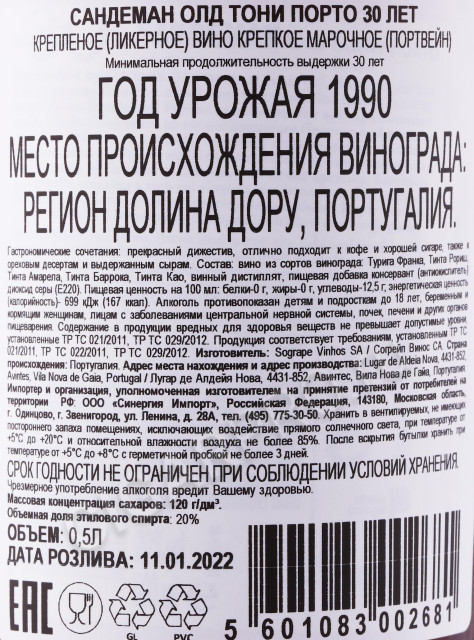 САНДЕМАН ОЛД ТОНИ ПОРТО 30 ЛЕТ
КРЕПЛЕНОЕ (ЛИКЕРНОЕ) ВИНО КРЕПКОЕ МАРОЧНОЕ (ПОРТВЕЙН)
Минимальная продолжительность выдержки 30 лет
ГОД УРОЖАЯ 1990
МЕСТО ПРОИСХОЖДЕНИЯ ВИНОГРАДА:
РЕГИОН ДОЛИНА ДОРУ, ПОРТУГАЛИЯ.
Гастрономические сочетания: прекрасный дижестив, отлично подходит к кофе и хорошей сигаре, также к
ореховым десертам и выдержанным сырам. Состав: вино из сортов винограда: Турига Франка, Тинта Рориш,
Тинта Амарела, Тинта Баррока, Тинта Као, винный дистиллят, пищевая добавка консервант (антиокислитель)
диоксид серы (Е220). Пищевая ценность на 100 мл: белки-0 г, жиры-0 г, углеводы-12,5 г; энергетическая ценность
(калорийность)- 699 кДж (167 ккал). Алкоголь противопоказан детям и подросткам до 18 лет, беременным и
кормящим женщинам, лицам с заболеваниями центральной нервной системы, почек, печени и других органов
пищеварения. Содержание в продукции вредных для здоровья веществ не превышает допустимые уровни,
установленные ТР ТС 021/2011, ТР ТС 029/2012. Продукция соответствует требованиям, установленным ТР ТС
021/2011, ТР ТС 022/2011, ТР ТС 029/2012. Изготовитель: Sogrape Vinhos SA / Согрейп Винос СА. Страна
происхождения: Португалия. Адрес места нахождения и адрес производства: Lugar de Aldeia Nova, 4431-852,
Avintes, Vila Nova de Gaia, Portugal / Лугар де Алдейя Нова, 4431-852, Авинтес, Вила Нова де Гайа, Португалия.
Импортер и организация, уполномоченная изготовителем на принятие претензий от потребителей на
территории РФ: ООО «Синергия Импорт», Российская Федерация, 143180, Московская область,
г. Одинцово, г. Звенигород, ул. Ленина, д. 28А, тел. (495) 775-30-50. Хранить в вентилируемых, не имеющих
постороннего запаха помещениях, исключающих воздействие прямого солнечного света, при температуре от
+5°С до +20°С и относительной влажности воздуха не более 85%. После вскрытия бутылки хранить при
температуре от +5°С до +8°С с герметичной пробкой не более 3 дней.
СРОК ГОДНОСТИ НЕ ОГРАНИЧЕН ПРИ СОБЛЮДЕНИИ УСЛОВИЙ ХРАНЕНИЯ.
Чрезмерное употребление алкоголя вредит Вашему здоровью.
Массовая концентрация сахаров: 120 г/дм³.
Объемная доля этилового спирта: 20%
ОБЪЕМ: 0,5Л
ДАТА РОЗЛИВА: 11.01.2022
EAC
GL
PVC
5 601083 002681